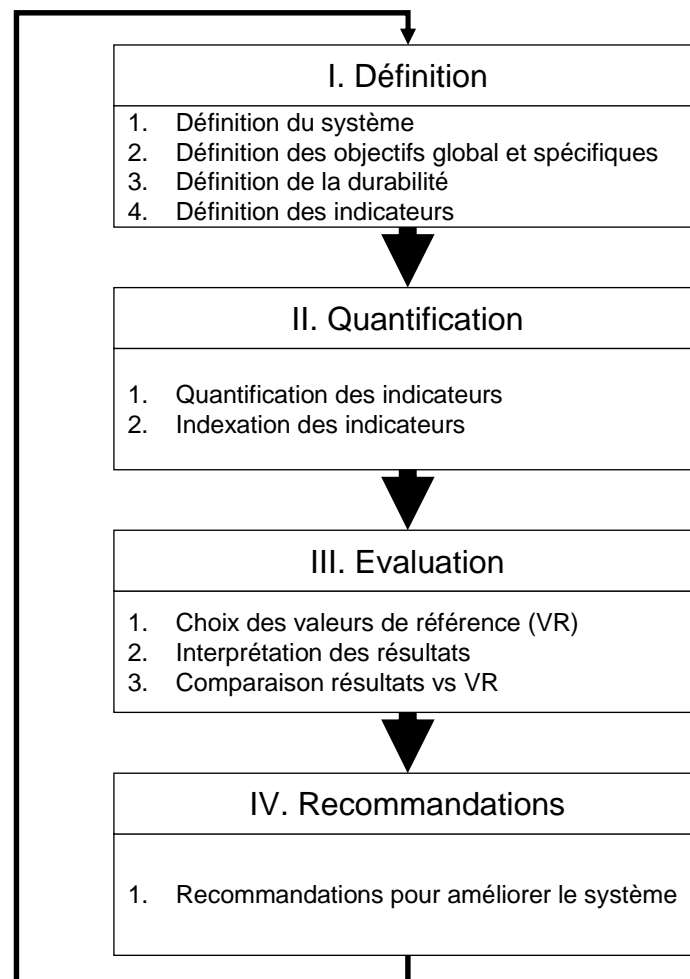 I. Définition
1. Définition du système
2. Définition des objectifs global et spécifiques
3. Définition de la durabilité
4. Définition des indicateurs
II. Quantification
1. Quantification des indicateurs
2. Indexation des indicateurs
III. Evaluation
1. Choix des valeurs de référence (VR)
2. Interprétation des résultats
3. Comparaison résultats vs VR
IV. Recommandations
1. Recommandations pour améliorer le système